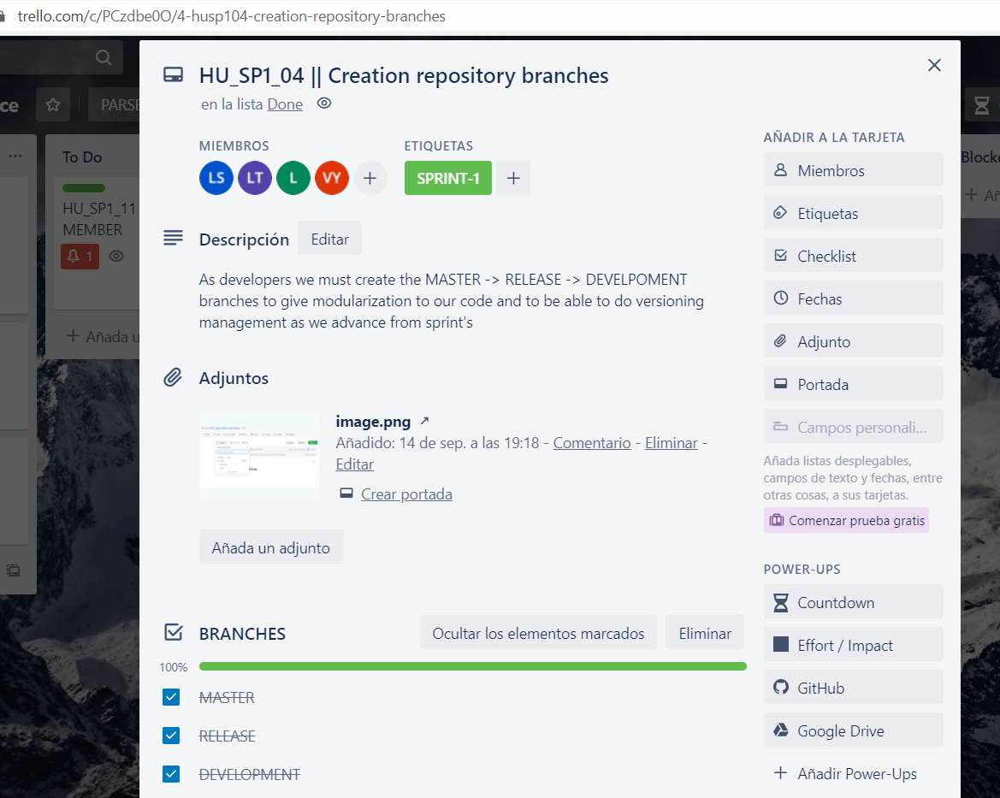 trello.com/c/PCzdbe0O/4-husp104-creation-repository-branches
HU_SP1_04 || Creation repository branches
en la lista Done
ce
PARSE
MIEMBROS
ETIQUETAS
LS LT L VY +
SPRINT-1 +
To Do
HU_SP1_11
MEMBER
1
+ Añada u
Descripción
Editar
As developers we must create the MASTER -> RELEASE -> DEVELPOMENT
branches to give modularization to our code and to be able to do versioning
management as we advance from sprint's
Adjuntos
image.png ↗
Añadido: 14 de sep. a las 19:18 - Comentario - Eliminar -
Editar
Crear portada
Añada un adjunto
BRANCHES
Ocultar los elementos marcados
Eliminar
100%
MASTER
RELEASE
DEVELOPMENT
AÑADIR A LA TARJETA
Miembros
Etiquetas
Checklist
Fechas
Adjunto
Portada
Campos personali...
Añada listas desplegables,
campos de texto y fechas, entre
otras cosas, a sus tarjetas.
Comenzar prueba gratis
POWER-UPS
Countdown
Effort / Impact
GitHub
Google Drive
+ Añadir Power-Ups
Blocke
+ Añ